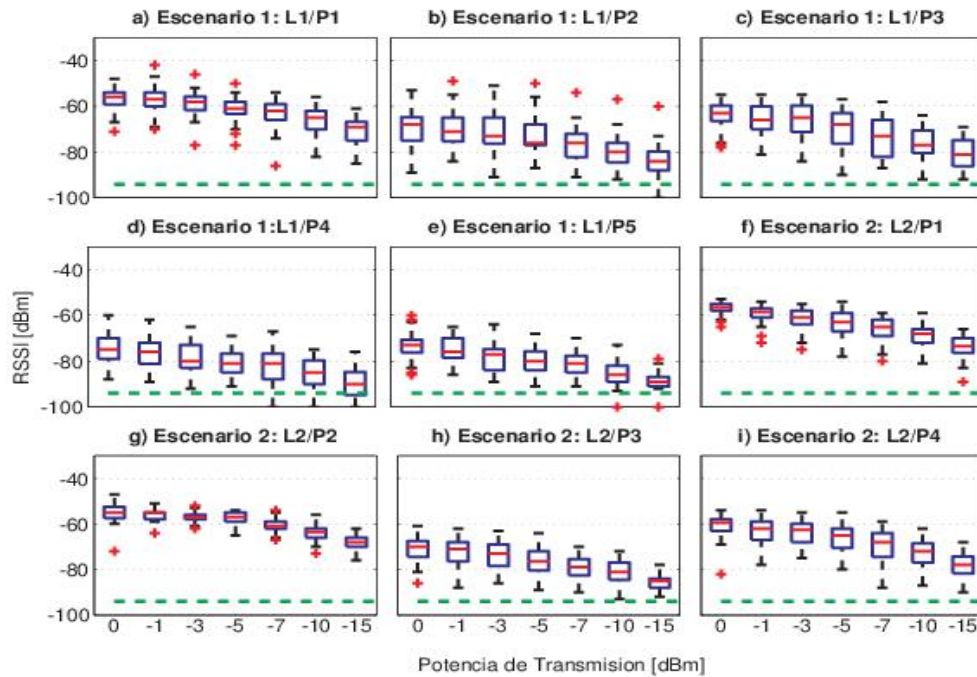 a) Escenario 1: L1/P1
b) Escenario 1: L1/P2
c) Escenario 1: L1/P3
-40
-60
-80
-100
d) Escenario 1:L1/P4
e) Escenario 1: L1/P5
f) Escenario 2: L2/P1
RSSI [dBm]
-40
-60
-80
-100
g) Escenario 2: L2/P2
h) Escenario 2: L2/P3
i) Escenario 2: L2/P4
-40
-60
-80
-100
0 -1 -3 -5 -7 -10 -15
0 -1 -3 -5 -7 -10 -15
0 -1 -3 -5 -7 -10 -15
Potencia de Transmision [dBm]